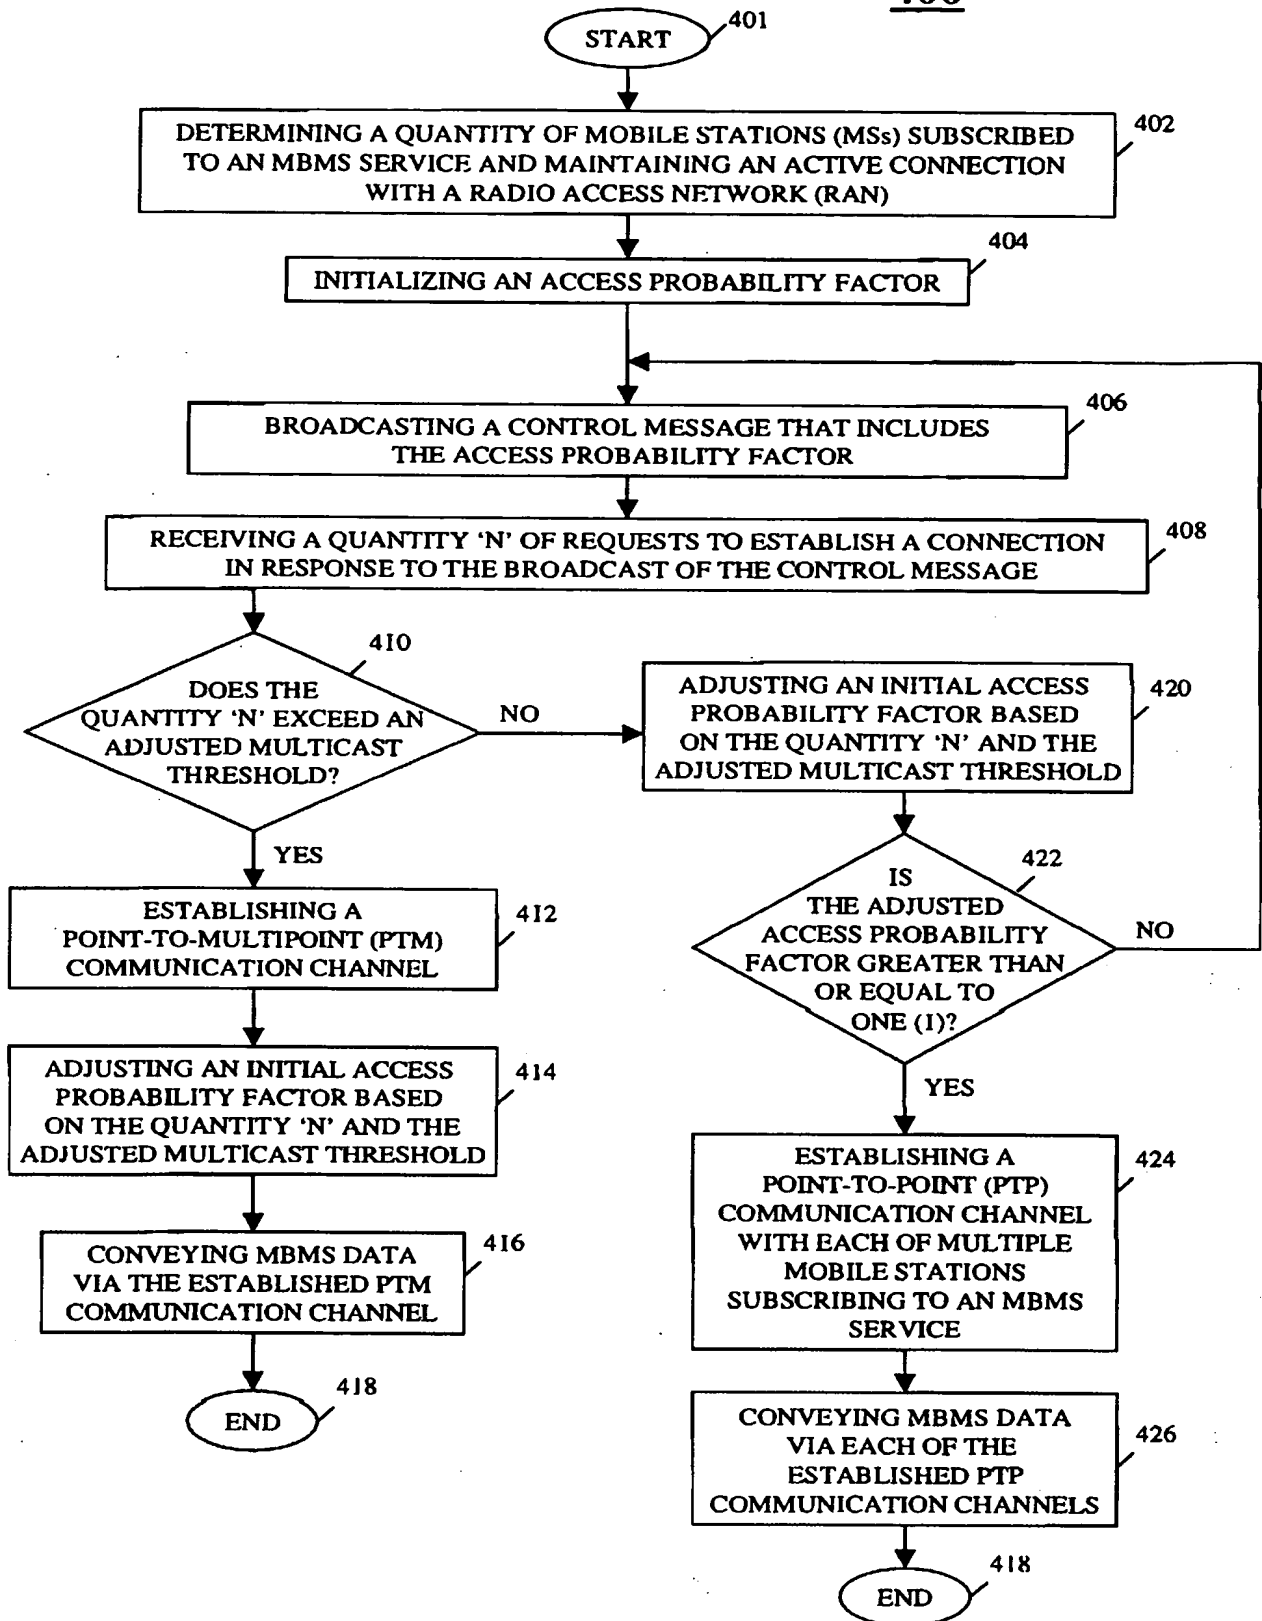 START
401
DETERMINING A QUANTITY OF MOBILE STATIONS (MSs) SUBSCRIBED
TO AN MBMS SERVICE AND MAINTAINING AN ACTIVE CONNECTION
WITH A RADIO ACCESS NETWORK (RAN)
402
INITIALIZING AN ACCESS PROBABILITY FACTOR
404
BROADCASTING A CONTROL MESSAGE THAT INCLUDES
THE ACCESS PROBABILITY FACTOR
406
RECEIVING A QUANTITY ‘N’ OF REQUESTS TO ESTABLISH A CONNECTION
IN RESPONSE TO THE BROADCAST OF THE CONTROL MESSAGE
408
DOES THE
QUANTITY ‘N’ EXCEED AN
ADJUSTED MULTICAST
THRESHOLD?
410
NO
YES
ESTABLISHING A
POINT-TO-MULTIPOINT (PTM)
COMMUNICATION CHANNEL
412
ADJUSTING AN INITIAL ACCESS
PROBABILITY FACTOR BASED
ON THE QUANTITY ‘N’ AND THE
ADJUSTED MULTICAST THRESHOLD
414
CONVEYING MBMS DATA
VIA THE ESTABLISHED PTM
COMMUNICATION CHANNEL
416
END
418
ADJUSTING AN INITIAL ACCESS
PROBABILITY FACTOR BASED
ON THE QUANTITY ‘N’ AND THE
ADJUSTED MULTICAST THRESHOLD
420
IS
THE ADJUSTED
ACCESS PROBABILITY
FACTOR GREATER THAN
OR EQUAL TO
ONE (1)?
422
NO
YES
ESTABLISHING A
POINT-TO-POINT (PTP)
COMMUNICATION CHANNEL
WITH EACH OF MULTIPLE
MOBILE STATIONS
SUBSCRIBING TO AN MBMS
SERVICE
424
CONVEYING MBMS DATA
VIA EACH OF THE
ESTABLISHED PTP
COMMUNICATION CHANNELS
426
END
418